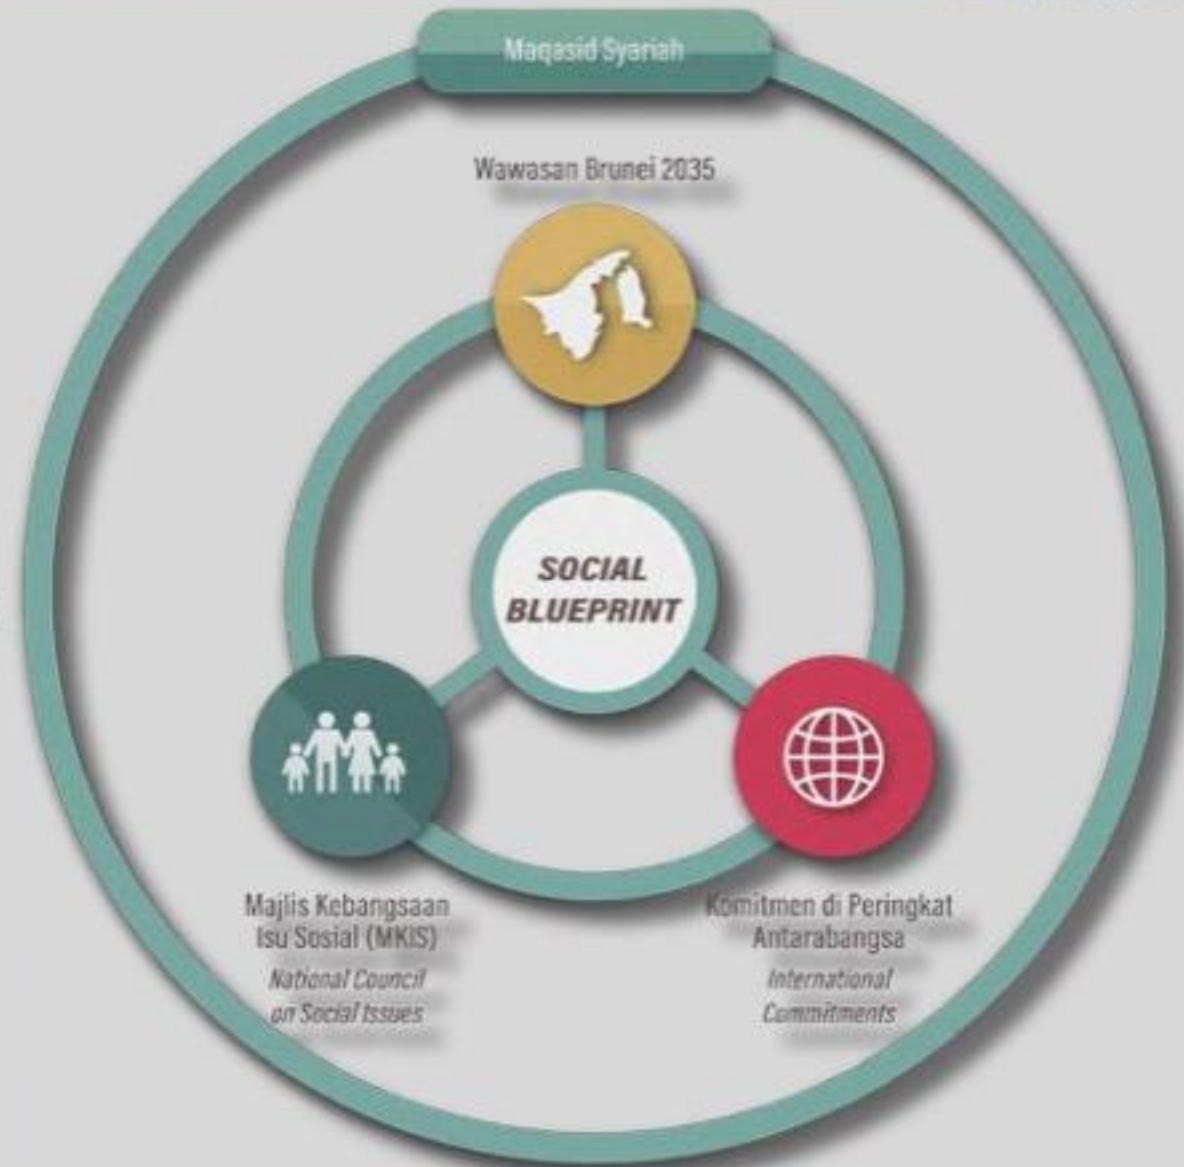 Maqasid Syariah
Wawasan Brunei 2035
SOCIAL
BLUEPRINT
Majlis Kebangsaan
Isu Sosial (MKIS)
National Council
on Social Issues
Komitmen di Peringkat
Antarabangsa
International
Commitments